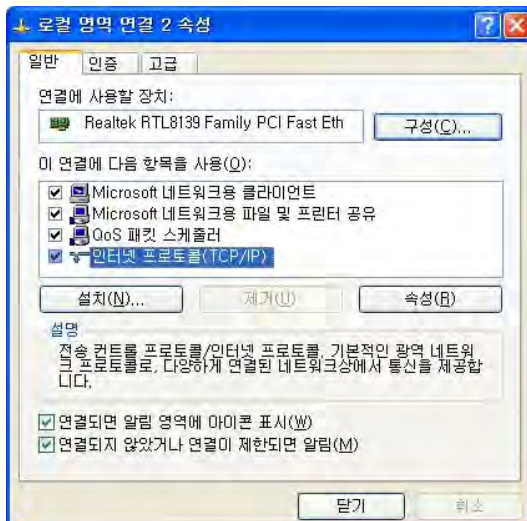 로컬 영역 연결 2 속성
일반 인증 고급
연결에 사용할 장치:
Realtek RTL8139 Family PCI Fast Eth 구성(C)...
이 연결에 다음 항목을 사용(O):
Microsoft 네트워크용 클라이언트
Microsoft 네트워크용 파일 및 프린터 공유
QoS 패킷 스케줄러
인터넷 프로토콜(TCP/IP)
설치(N)... 제거(U) 속성(R)
설명
전송 컨트롤 프로토콜/인터넷 프로토콜. 기본적인 광역 네트워
크 프로토콜로, 다양하게 연결된 네트워크상에서 통신을 제공합
니다.
연결되면 알림 영역에 아이콘 표시(W)
연결되지 않았거나 연결이 제한되면 알림(M)
닫기 취소